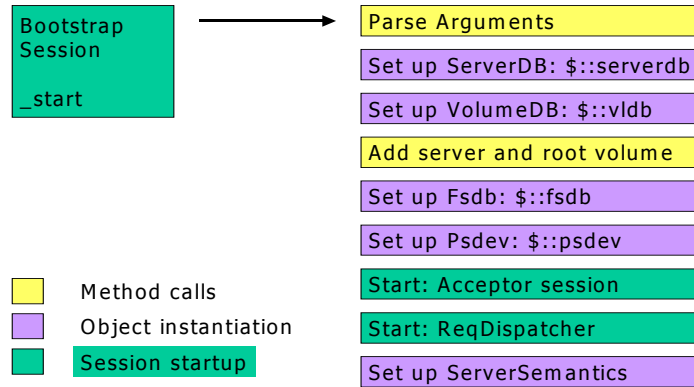 Bootstrap
Session
_start
Parse Arguments
Set up ServerDB: $::serverdb
Set up VolumeDB: $::vldb
Add server and root volume
Set up Fsdb: $::fsdb
Set up Psdev: $::psdev
Start: Acceptor session
Start: ReqDispatcher
Set up ServerSemantics
Method calls
Object instantiation
Session startup